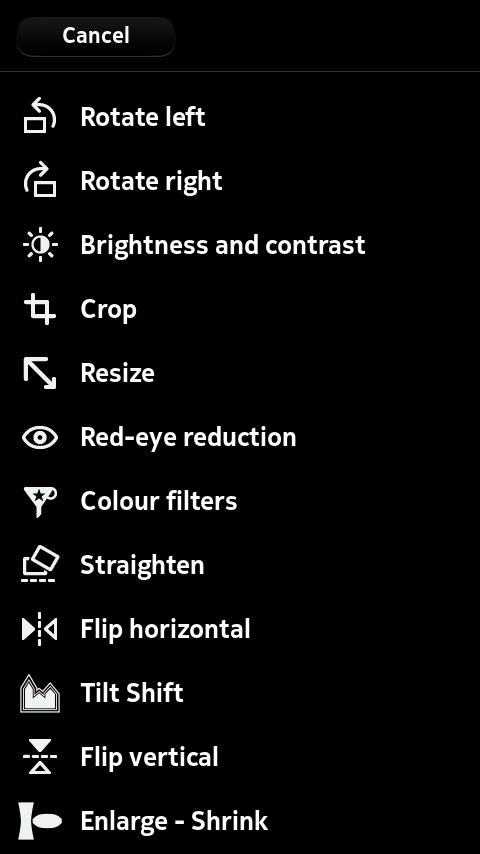 Cancel
Rotate left
Rotate right
Brightness and contrast
Crop
Resize
Red-eye reduction
Colour filters
Straighten
Flip horizontal
Tilt Shift
Flip vertical
Enlarge - Shrink